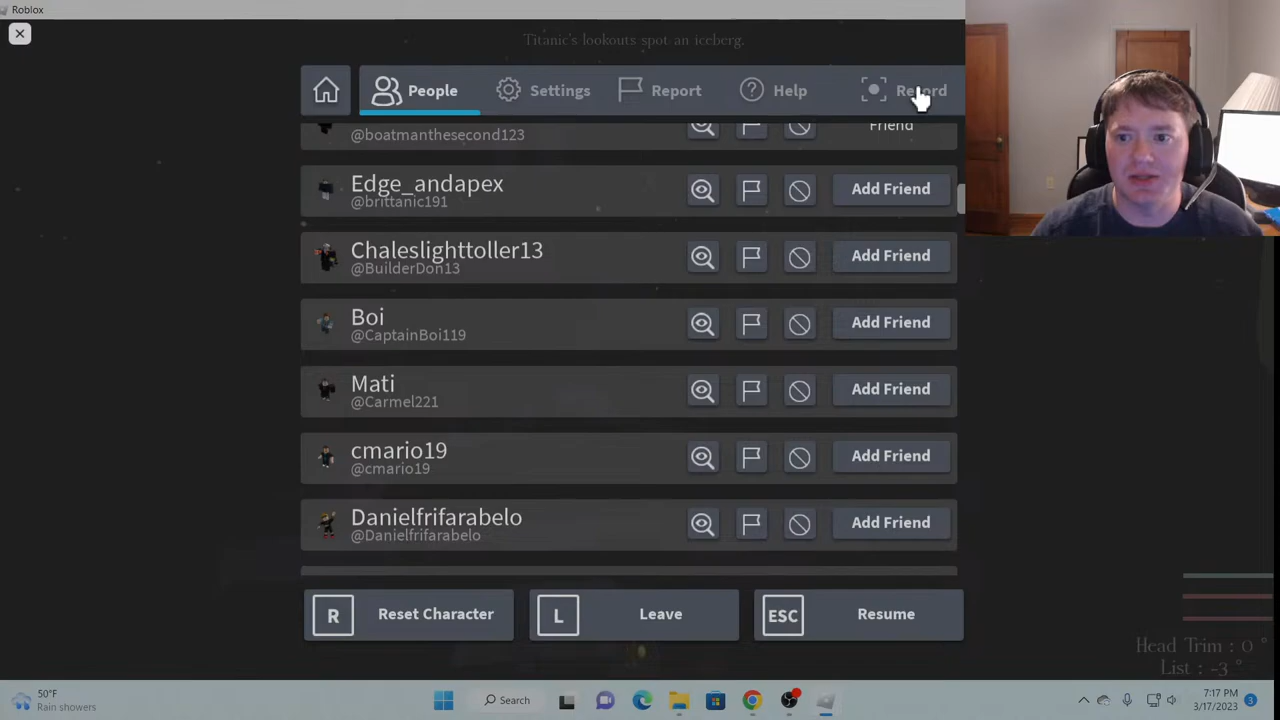 Roblox
Titanic's lookouts spot an iceberg.
People Settings Report Help Record
@boatmanthesecond123 Friend
Edge_andapex
@brittanic191
Add Friend
Chaleslighttoller13
@BuilderDon13
Add Friend
Boi
@CaptainBoi119
Add Friend
Mati
@Carmel221
Add Friend
cmario19
@cmario19
Add Friend
Danielfrifarabelo
@Danielfrifarabelo
Add Friend
R Reset Character L Leave ESC Resume
Head Trim : 0 °
List : -3 °
50°F
Rain showers
Search
7:17 PM
3/17/2023
3